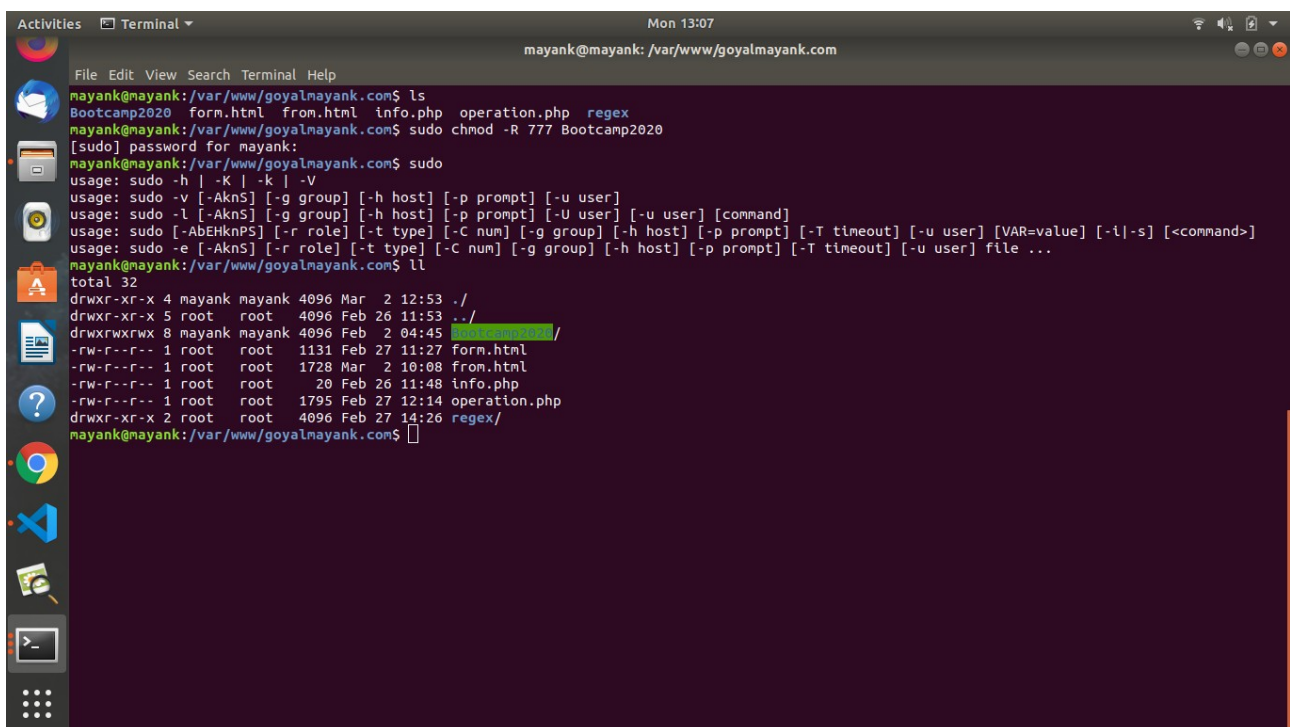 Activities Terminal Mon 13:07
mayank@mayank: /var/www/goyalmayank.com
File Edit View Search Terminal Help
mayank@mayank:/var/www/goyalmayank.com$ ls
Bootcamp2020 form.html from.html info.php operation.php regex
mayank@mayank:/var/www/goyalmayank.com$ sudo chmod -R 777 Bootcamp2020
[sudo] password for mayank:
mayank@mayank:/var/www/goyalmayank.com$ sudo
usage: sudo -h | -K | -k | -V
usage: sudo -v [-AknS] [-g group] [-h host] [-p prompt] [-u user]
usage: sudo -l [-AknS] [-g group] [-h host] [-p prompt] [-U user] [-u user] [command]
usage: sudo [-AbEHknPS] [-r role] [-t type] [-C num] [-g group] [-h host] [-p prompt] [-T timeout] [-u user] [VAR=value] [-i|-s] [<command>]
usage: sudo -e [-AknS] [-r role] [-t type] [-C num] [-g group] [-h host] [-p prompt] [-T timeout] [-u user] file ...
mayank@mayank:/var/www/goyalmayank.com$ ll
total 32
drwxr-xr-x 4 mayank mayank 4096 Mar 2 12:53 ./
drwxr-xr-x 5 root root 4096 Feb 26 11:53 ../
drwxrwxrwx 8 mayank mayank 4096 Feb 2 04:45 Bootcamp2020/
-rw-r--r-- 1 root root 1131 Feb 27 11:27 form.html
-rw-r--r-- 1 root root 1728 Mar 2 10:08 from.html
-rw-r--r-- 1 root root 20 Feb 26 11:48 info.php
-rw-r--r-- 1 root root 1795 Feb 27 12:14 operation.php
drwxr-xr-x 2 root root 4096 Feb 27 14:26 regex/
mayank@mayank:/var/www/goyalmayank.com$